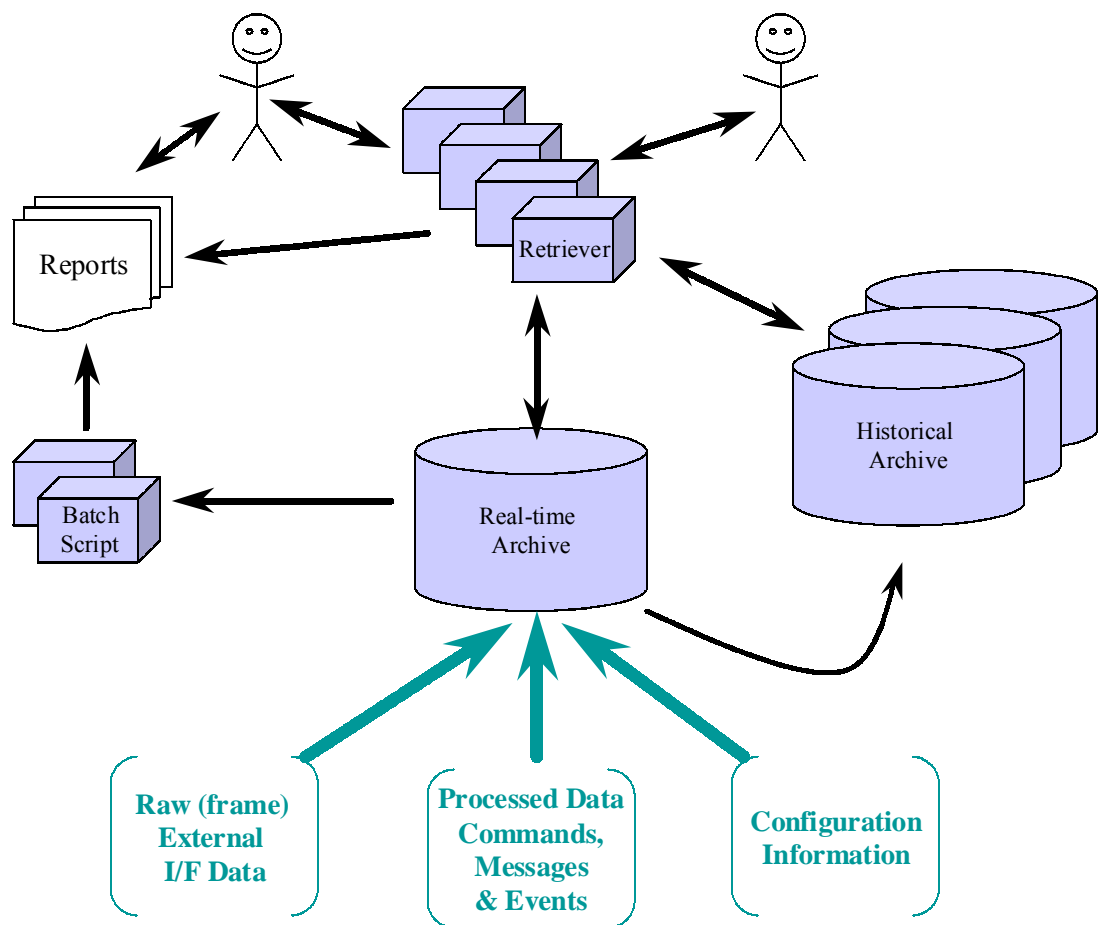 Retriever
Reports
Historical
Archive
Batch
Script
Real-time
Archive
Raw (frame)
External
I/F Data
Processed Data
Commands,
Messages
& Events
Configuration
Information